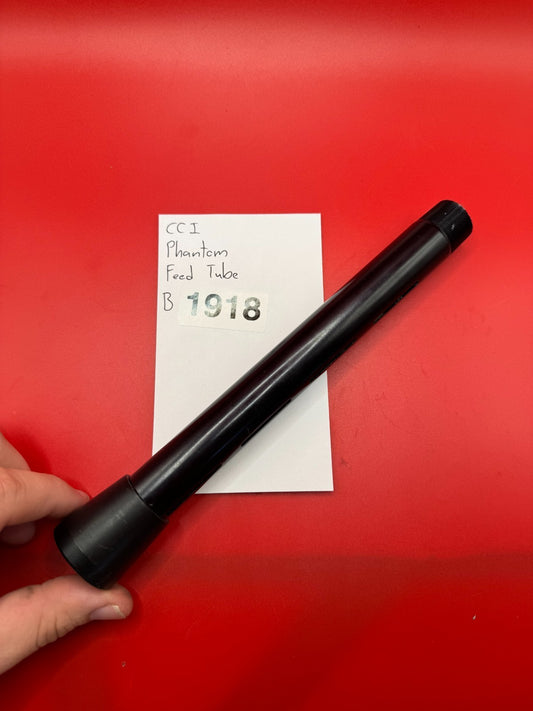 CCI
Phantom
Feed Tube
B 1918